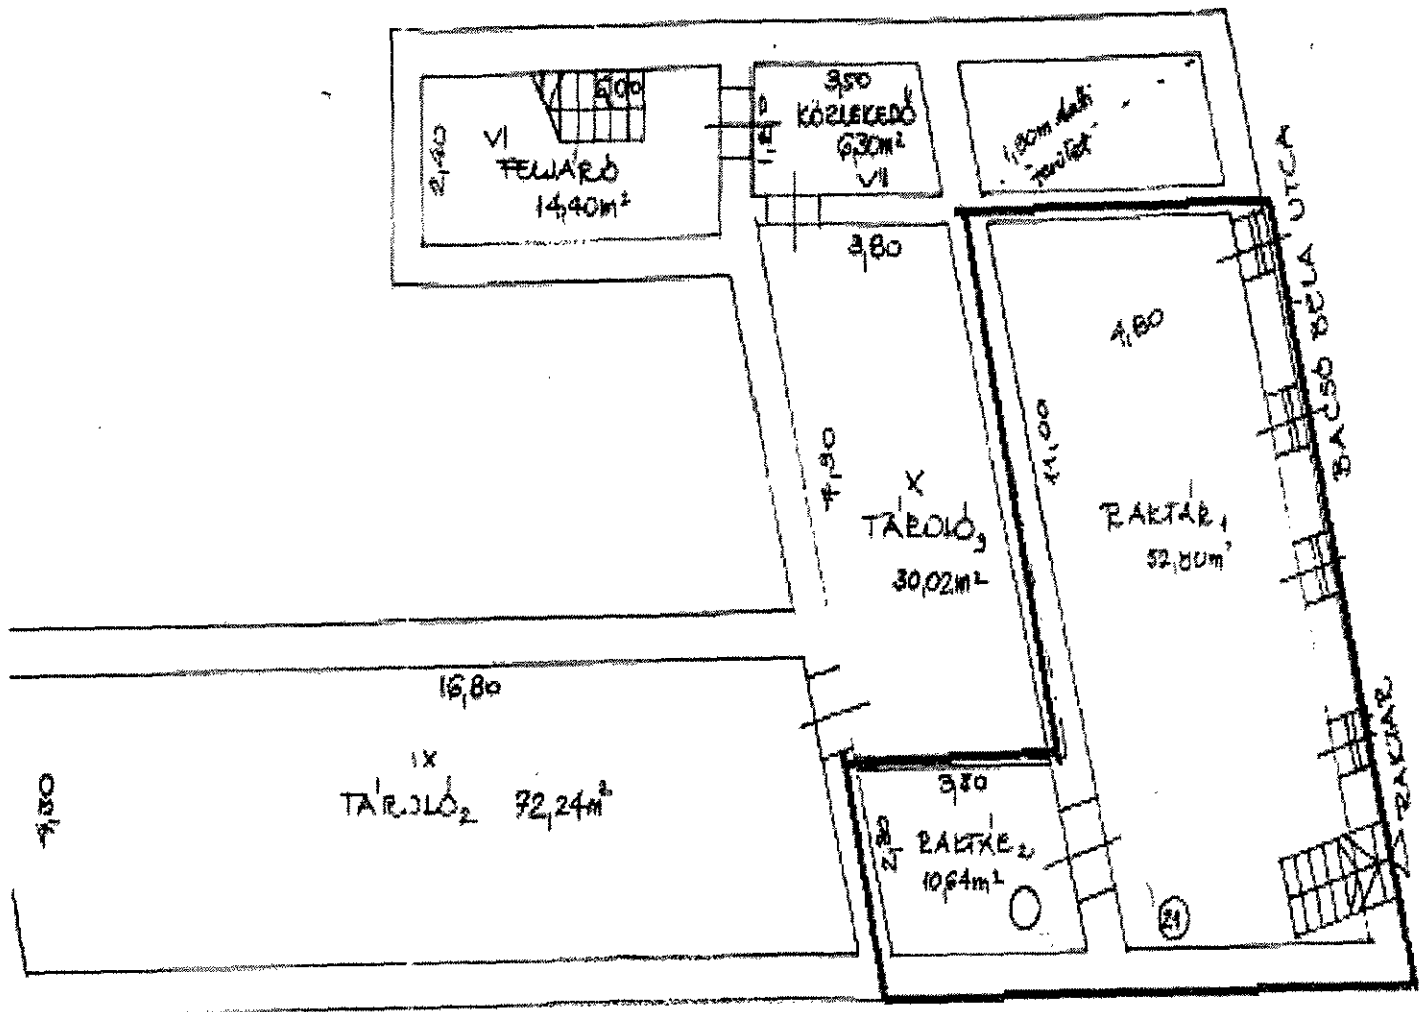 6,00
2,40
VI
FELJÁRÓ
14,40m²
3,50
KÖZLEKEDŐ
6,30m²
VII
1,80
1,90m alatti
terület
3,80
7,90
X
TÁROLÓ3
30,02m²
4,80
11,00
RAKTÁR1
52,80m²
BACSÓ BÉLA UTCA
RAKTÁR
16,80
4,30
IX
TÁROLÓ2 72,24m²
3,80
2,80
RAKTÁR2
10,64m²
21